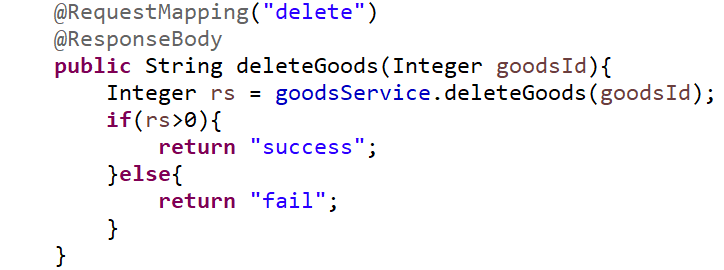 @RequestMapping("delete")
@ResponseBody
public String deleteGoods(Integer goodsId){
    Integer rs = goodsService.deleteGoods(goodsId);
    if(rs>0){
        return "success";
    }else{
        return "fail";
    }
}